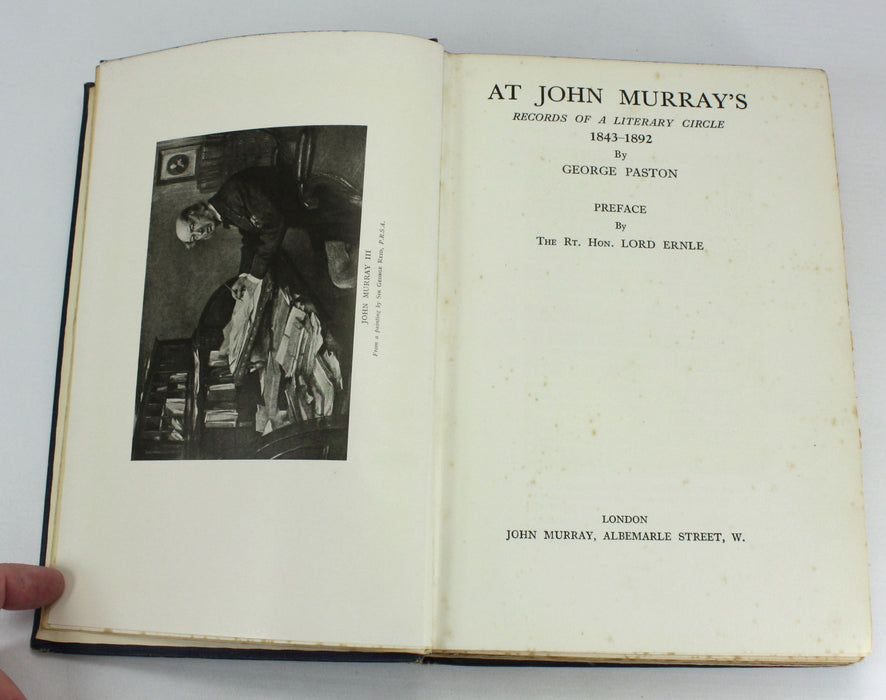 JOHN MURRAY III
From a painting by Sir George Reid, P.R.S.A.
AT JOHN MURRAY'S
RECORDS OF A LITERARY CIRCLE
1843-1892
By
GEORGE PASTON
PREFACE
By
THE RT. HON. LORD ERNLE
LONDON
JOHN MURRAY, ALBEMARLE STREET, W.